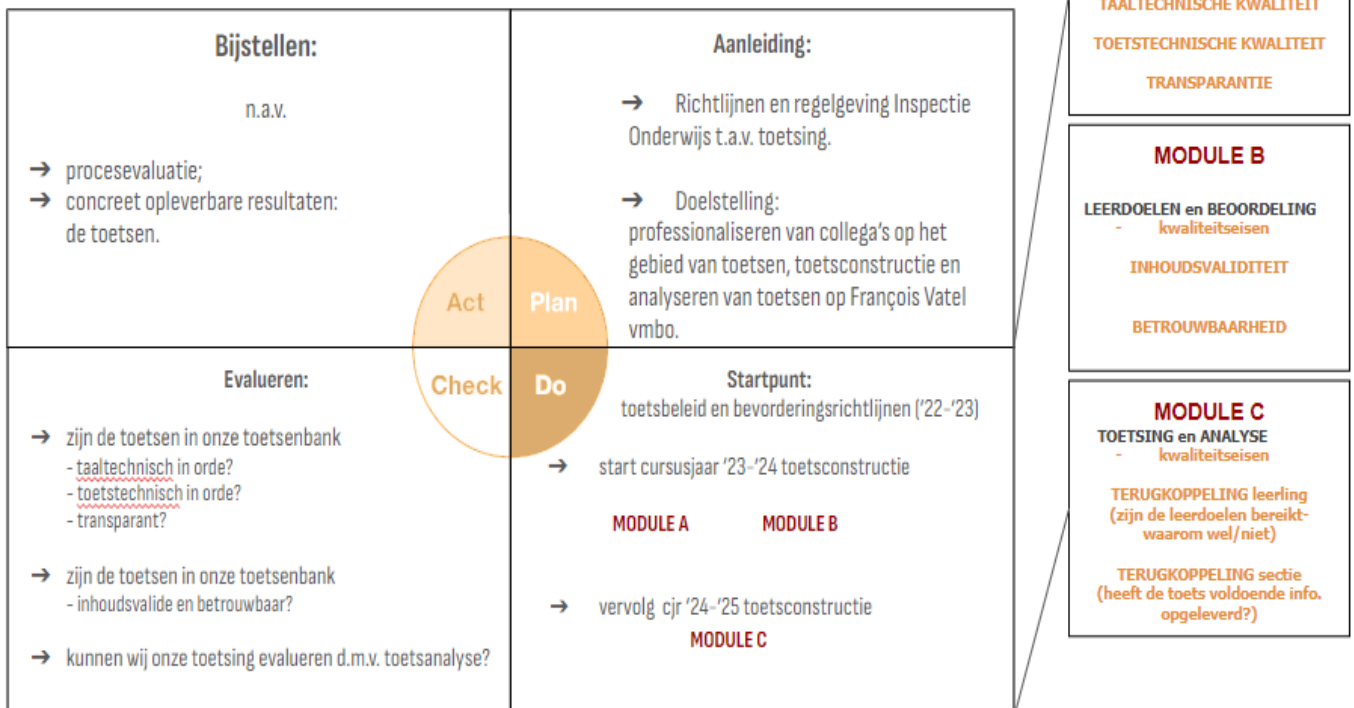 Bijstellen:
n.a.v.
➔ procesevaluatie;
➔ concreet opleverbare resultaten:
de toetsen.
Aanleiding:
➔ Richtlijnen en regelgeving Inspectie
Onderwijs t.a.v. toetsing.
➔ Doelstelling:
professionaliseren van collega's op het
gebied van toetsen, toetsconstructie en
analyseren van toetsen op François Vatel
vmbo.
Act
Plan
Check
Do
Evalueren:
➔ zijn de toetsen in onze toetsenbank
- taaltechnisch in orde?
- toetstechnisch in orde?
- transparant?
➔ zijn de toetsen in onze toetsenbank
- inhoudsvalide en betrouwbaar?
➔ kunnen wij onze toetsing evalueren d.m.v. toetsanalyse?
Startpunt:
toetsbeleid en bevorderingsrichtlijnen ('22-'23)
➔ start cursusjaar '23-'24 toetsconstructie
MODULE A MODULE B
➔ vervolg cjr '24-'25 toetsconstructie
MODULE C
TAALTECHNISCHE KWALITEIT
TOETSTECHNISCHE KWALITEIT
TRANSPARANTIE
MODULE B
LEERDOELEN en BEOORDELING
- kwaliteitseisen
INHOUDSVALIDITEIT
BETROUWBAARHEID
MODULE C
TOETSING en ANALYSE
- kwaliteitseisen
TERUGKOPPELING leerling
(zijn de leerdoelen bereikt-
waarom wel/niet)
TERUGKOPPELING sectie
(heeft de toets voldoende info.
opgeleverd?)